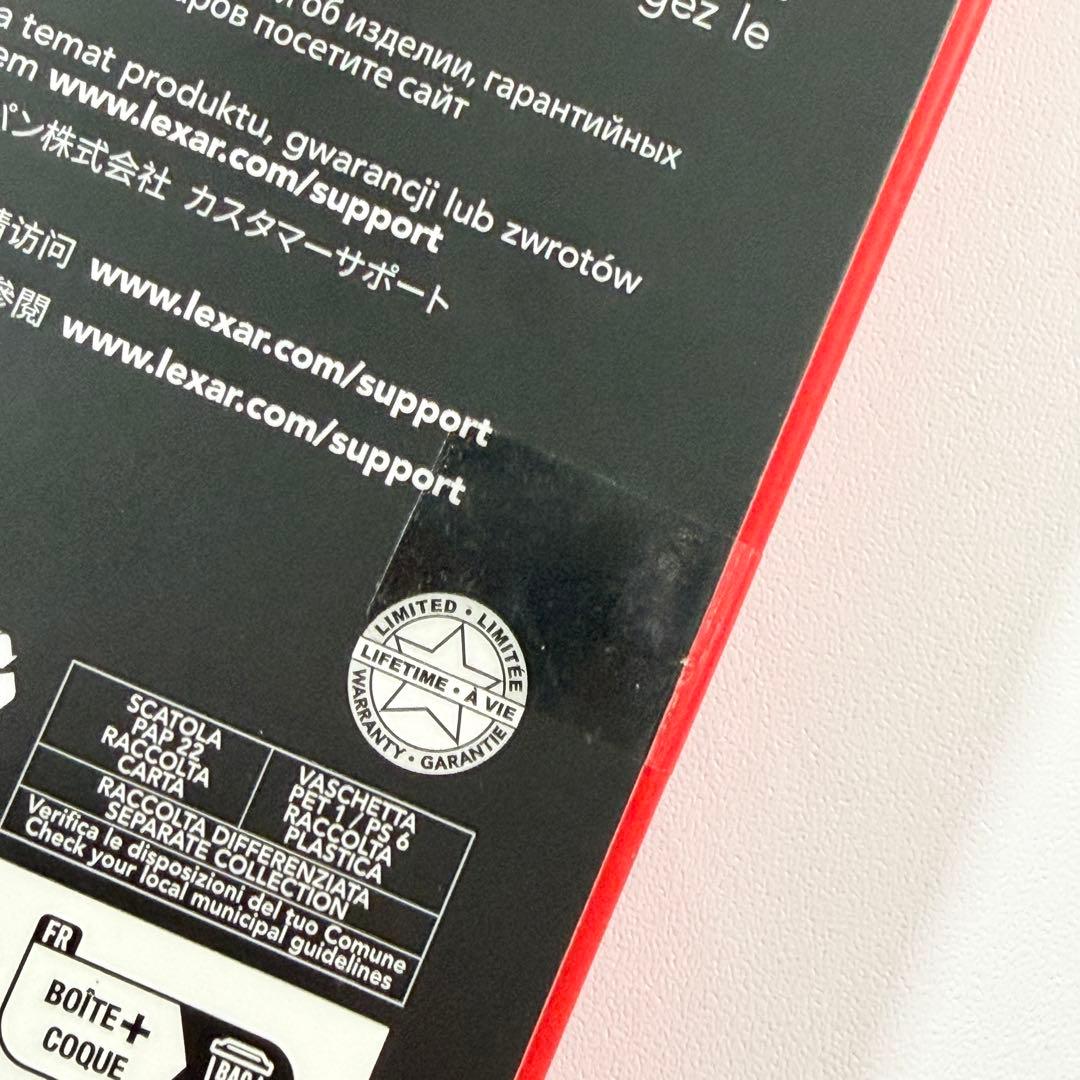 gez le
об изделии, гарантийных
посетите сайт
a temat produktu, gwarancji lub zwrotów
em www.lexar.com/support
パン株式会社 カスタマーサポート
请访问 www.lexar.com/support
參閱 www.lexar.com/support
LIMITED • LIMITÉE
LIFETIME • À VIE
WARRANTY • GARANTIE
SCATOLA
PAP 22
RACCOLTA
CARTA
VASCHETTA
PET 1 / PS 6
RACCOLTA
PLASTICA
RACCOLTA DIFFERENZIATA
SEPARATE COLLECTION
Verifica le disposizioni del tuo Comune
Check your local municipal guidelines
FR
BOÎTE +
COQUE